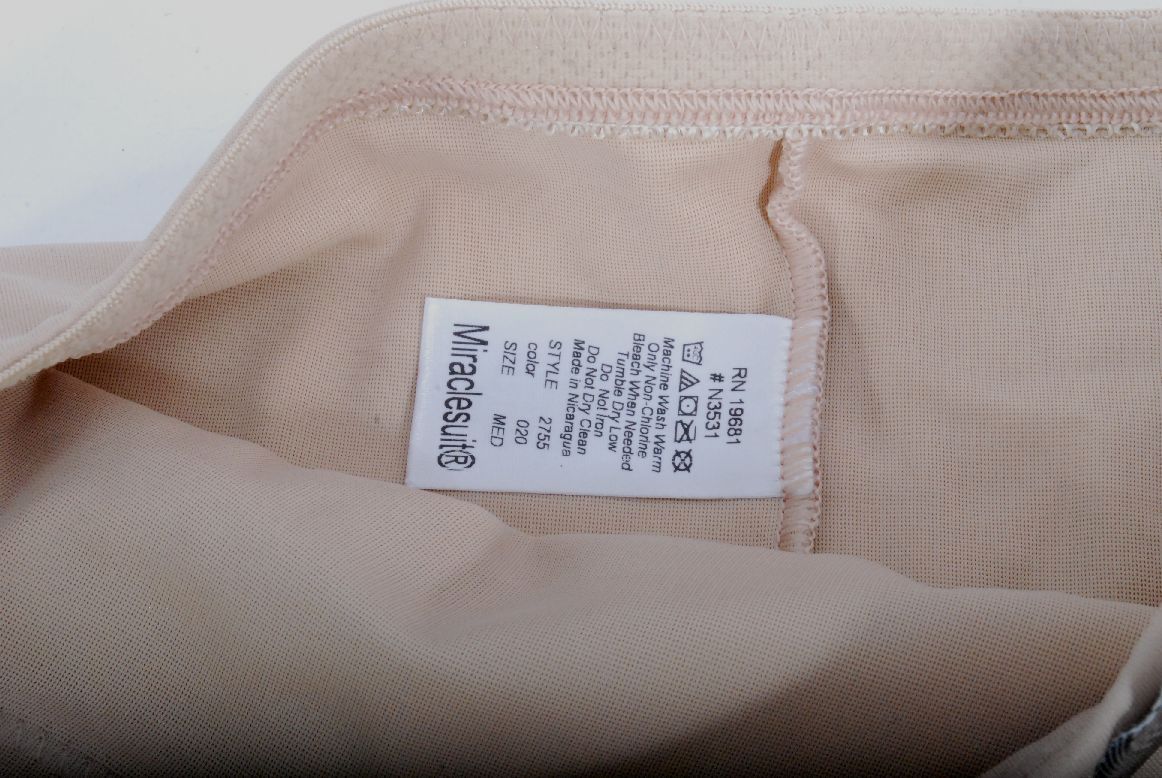 RN 19681
# N3531
Machine Wash Warm
Only Non-Chlorine
Bleach When Needed
Tumble Dry Low
Do Not Iron
Do Not Dry Clean
Made in Nicaragua
STYLE 2755
color 020
SIZE MED
Miraclesuit®